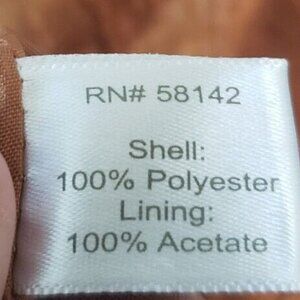 RN# 58142
Shell:
100% Polyester
Lining:
100% Acetate